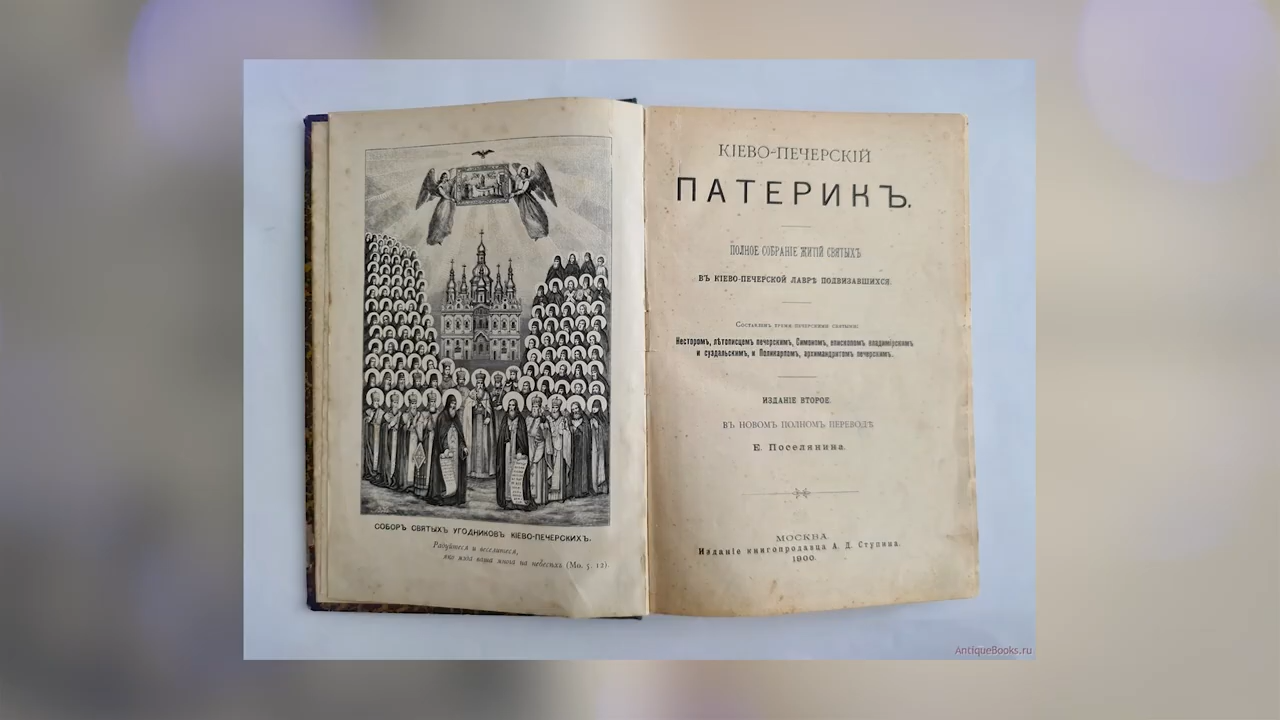 СОБОРЪ СВЯТЫХЪ УГОДНИКОВЪ КІЕВО-ПЕЧЕРСКИХЪ.
Радуйтеся и веселитеся,
яко мзда ваша многа на небесѣхъ (Мѳ. 5, 12).
КІЕВО-ПЕЧЕРСКІЙ
ПАТЕРИКЪ.
ПОЛНОЕ СОБРАНІЕ ЖИТІЙ СВЯТЫХЪ
ВЪ КІЕВО-ПЕЧЕРСКОЙ ЛАВРѢ ПОДВИЗАВШИХСЯ.
Составленъ тремя печерскими святыми:
Несторомъ, лѣтописцемъ печерскимъ, Симономъ, епископомъ владимірскимъ
и суздальскимъ, и Поликарпомъ, архимандритомъ печерскимъ.
ИЗДАНІЕ ВТОРОЕ
ВЪ НОВОМЪ ПОЛНОМЪ ПЕРЕВОДѢ
Е. Поселянина.
МОСКВА.
Изданіе книгопродавца А. Д. Ступина.
1900.
AntiqueBooks.ru